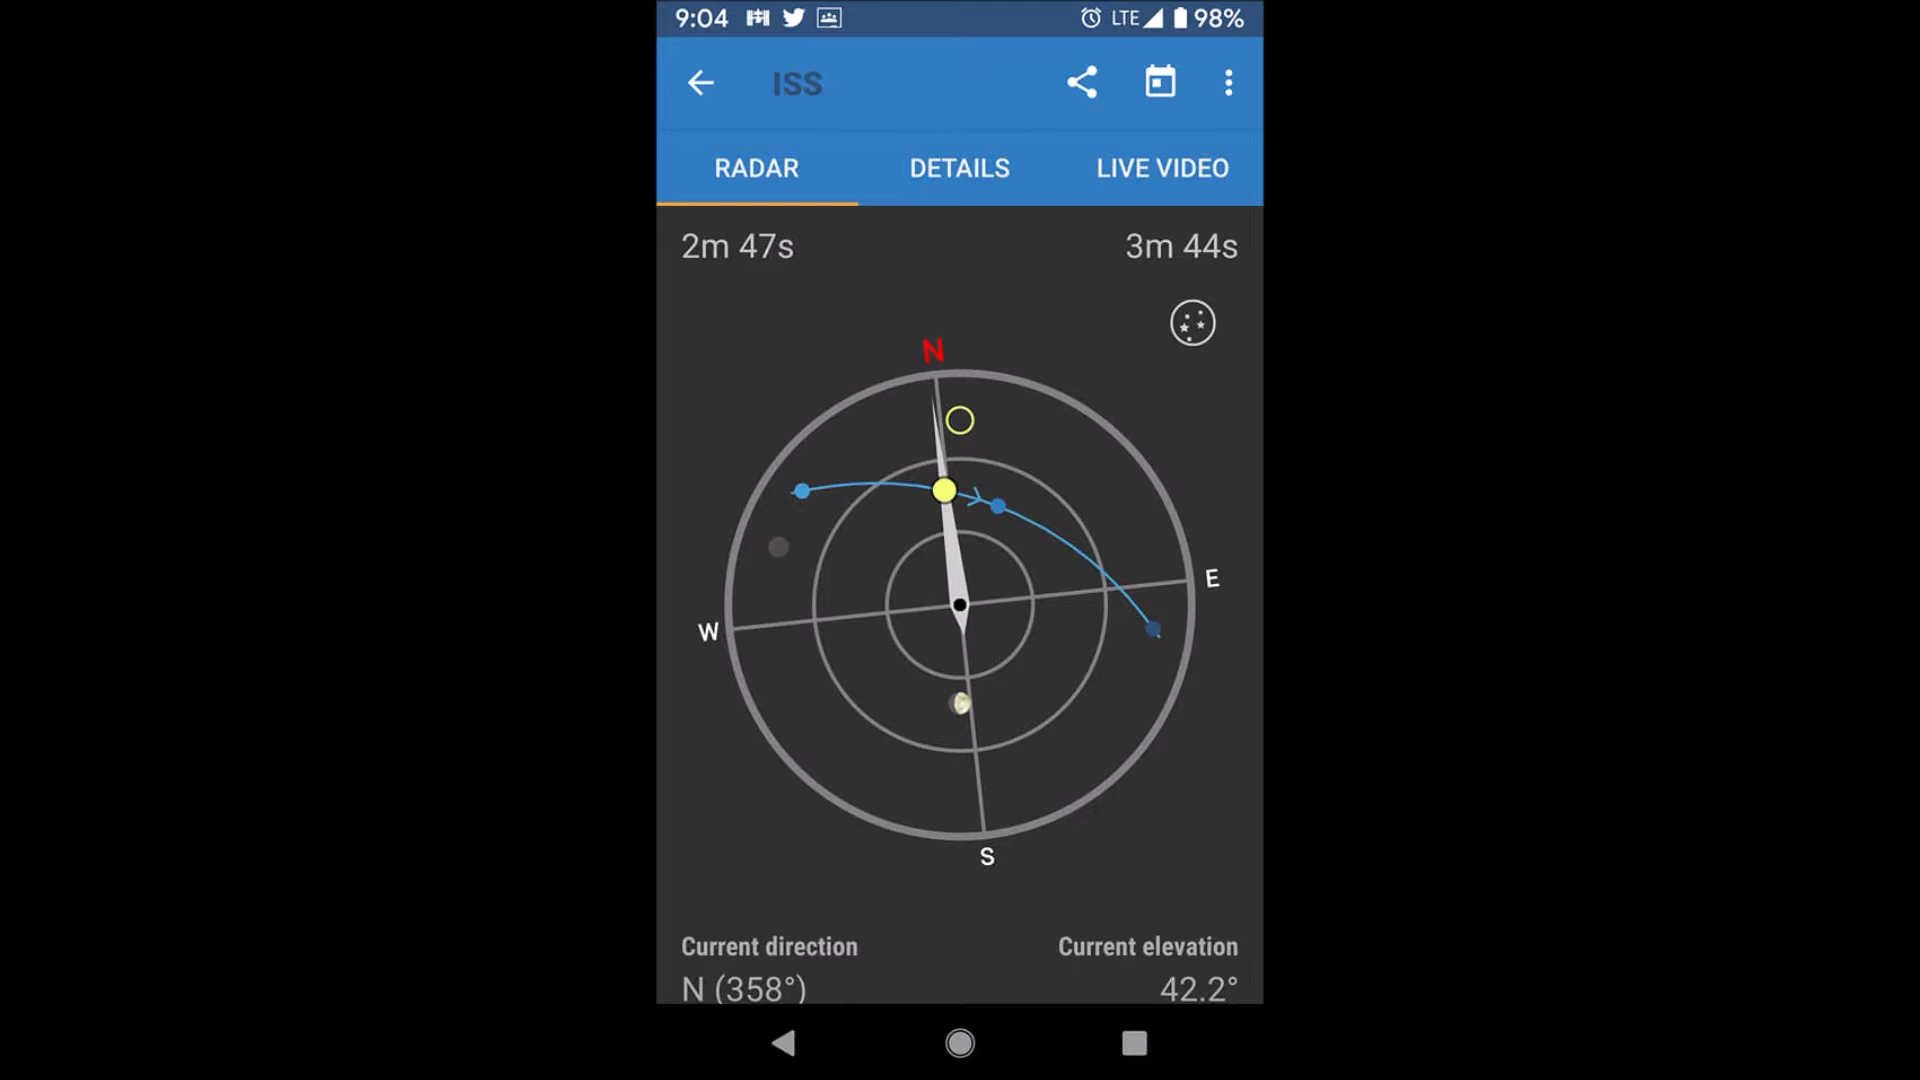 9:04 LTE 98%
ISS
RADAR DETAILS LIVE VIDEO
2m 47s 3m 44s
N
E
W
S
Current direction Current elevation
N (358°) 42.2°